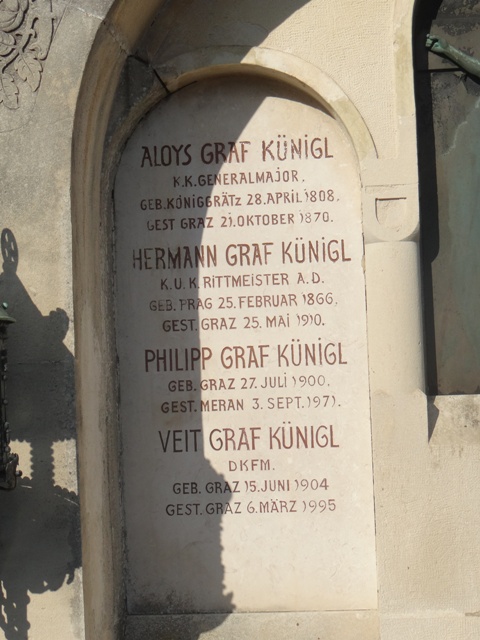 ALOYS GRAF KÜNIGL
K.K. GENERALMAJOR.
GEB. KÖNIGGRÄTZ 28. APRIL 1808.
GEST GRAZ 21. OKTOBER 1870.
HERMANN GRAF KÜNIGL
K.U.K. RITTMEISTER A.D.
GEB. PRAG 25. FEBRUAR 1866.
GEST. GRAZ 25. MAI 1910.
PHILIPP GRAF KÜNIGL
GEB. GRAZ 27. JULI 1900.
GEST. MERAN 3. SEPT. 1971.
VEIT GRAF KÜNIGL
DKFM.
GEB. GRAZ 15. JUNI 1904
GEST. GRAZ 6. MÄRZ 1995